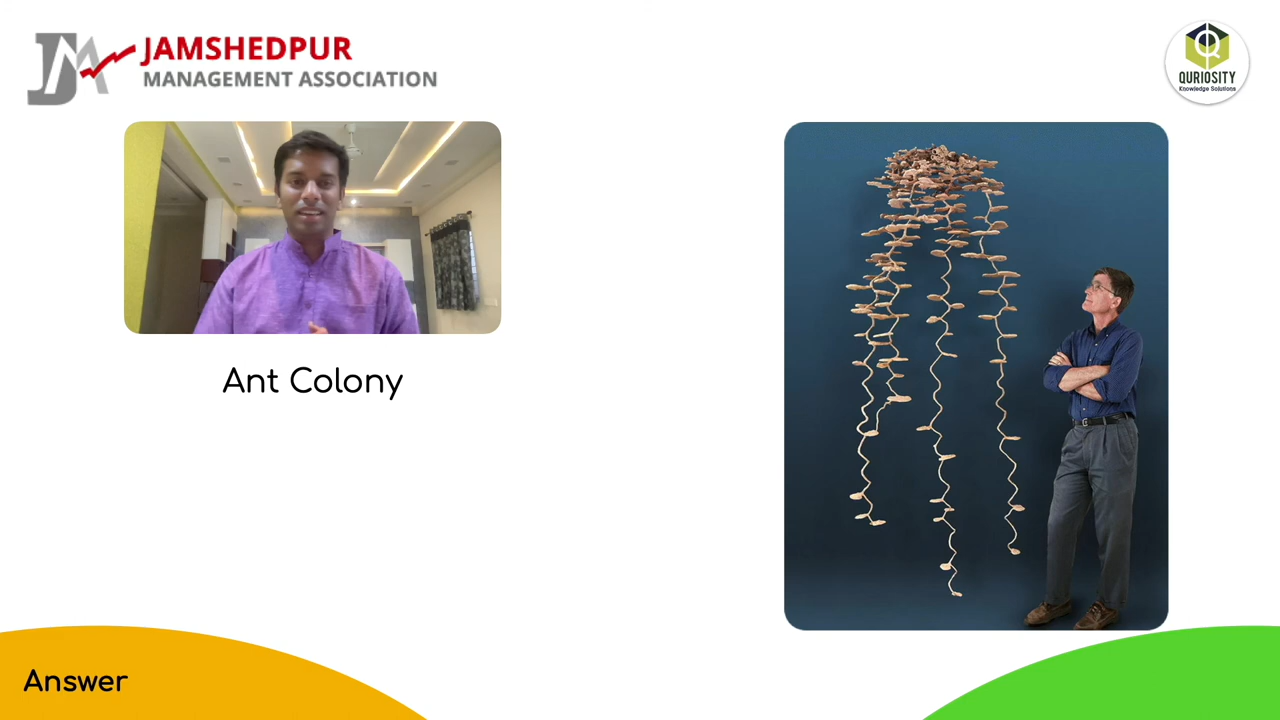 JAMSHEDPUR
MANAGEMENT ASSOCIATION
QURIOSITY
Knowledge Solutions
Ant Colony
Answer